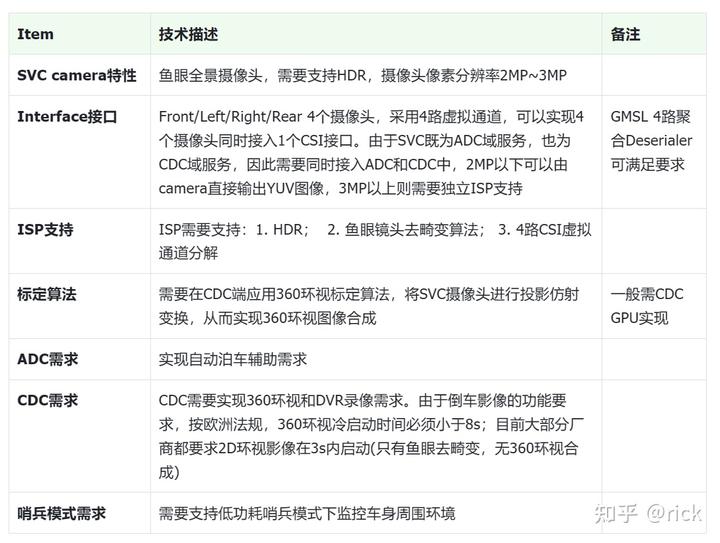 Item 技术描述 备注
SVC camera特性 鱼眼全景摄像头，需要支持HDR，摄像头像素分辨率2MP~3MP
Interface接口 Front/Left/Right/Rear 4个摄像头，采用4路虚拟通道，可以实现4 GMSL 4路聚
个摄像头同时接入1个CSI接口。由于SVC既为ADC域服务，也为 合Deserialer
CDC域服务，因此需要同时接入ADC和CDC中，2MP以下可以由 可满足要求
camera直接输出YUV图像，3MP以上则需要独立ISP支持
ISP支持 ISP需要支持：1. HDR； 2. 鱼眼镜头去畸变算法； 3. 4路CSI虚拟
通道分解
标定算法 需要在CDC端应用360环视标定算法，将SVC摄像头进行投影仿射 一般需CDC
变换，从而实现360环视图像合成 GPU实现
ADC需求 实现自动泊车辅助需求
CDC需求 CDC需要实现360环视和DVR录像需求。由于倒车影像的功能要
求，按欧洲法规，360环视冷启动时间必须小于8s；目前大部分厂
商都要求2D环视影像在3s内启动(只有鱼眼去畸变，无360环视合
成)
哨兵模式需求 需要支持低功耗哨兵模式下监控车身周围环境
知乎 @rick